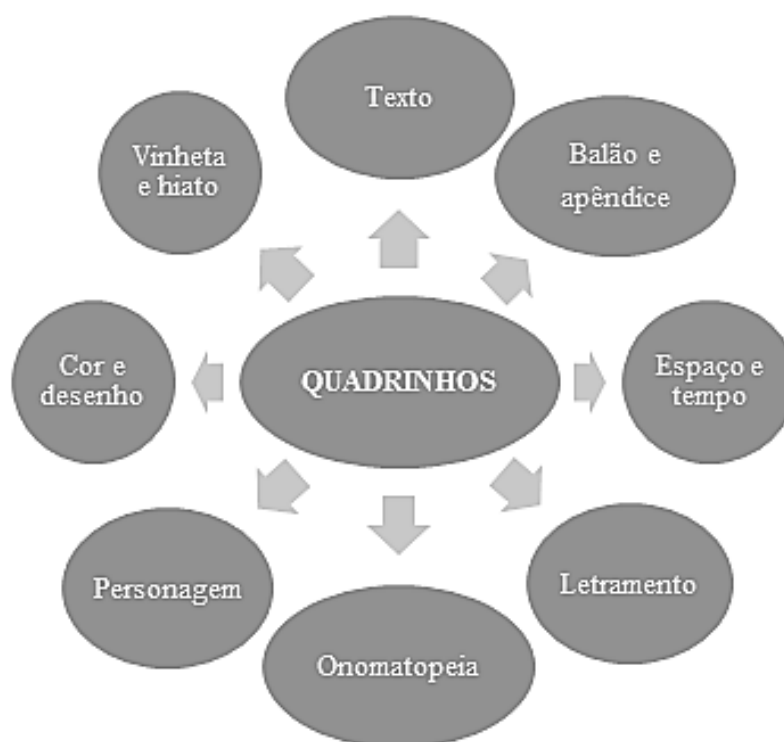 Texto
Vinheta
e hiato
Balão e
apêndice
Cor e
desenho
QUADRINHOS
Espaço e
tempo
Personagem
Letramento
Onomatopeia